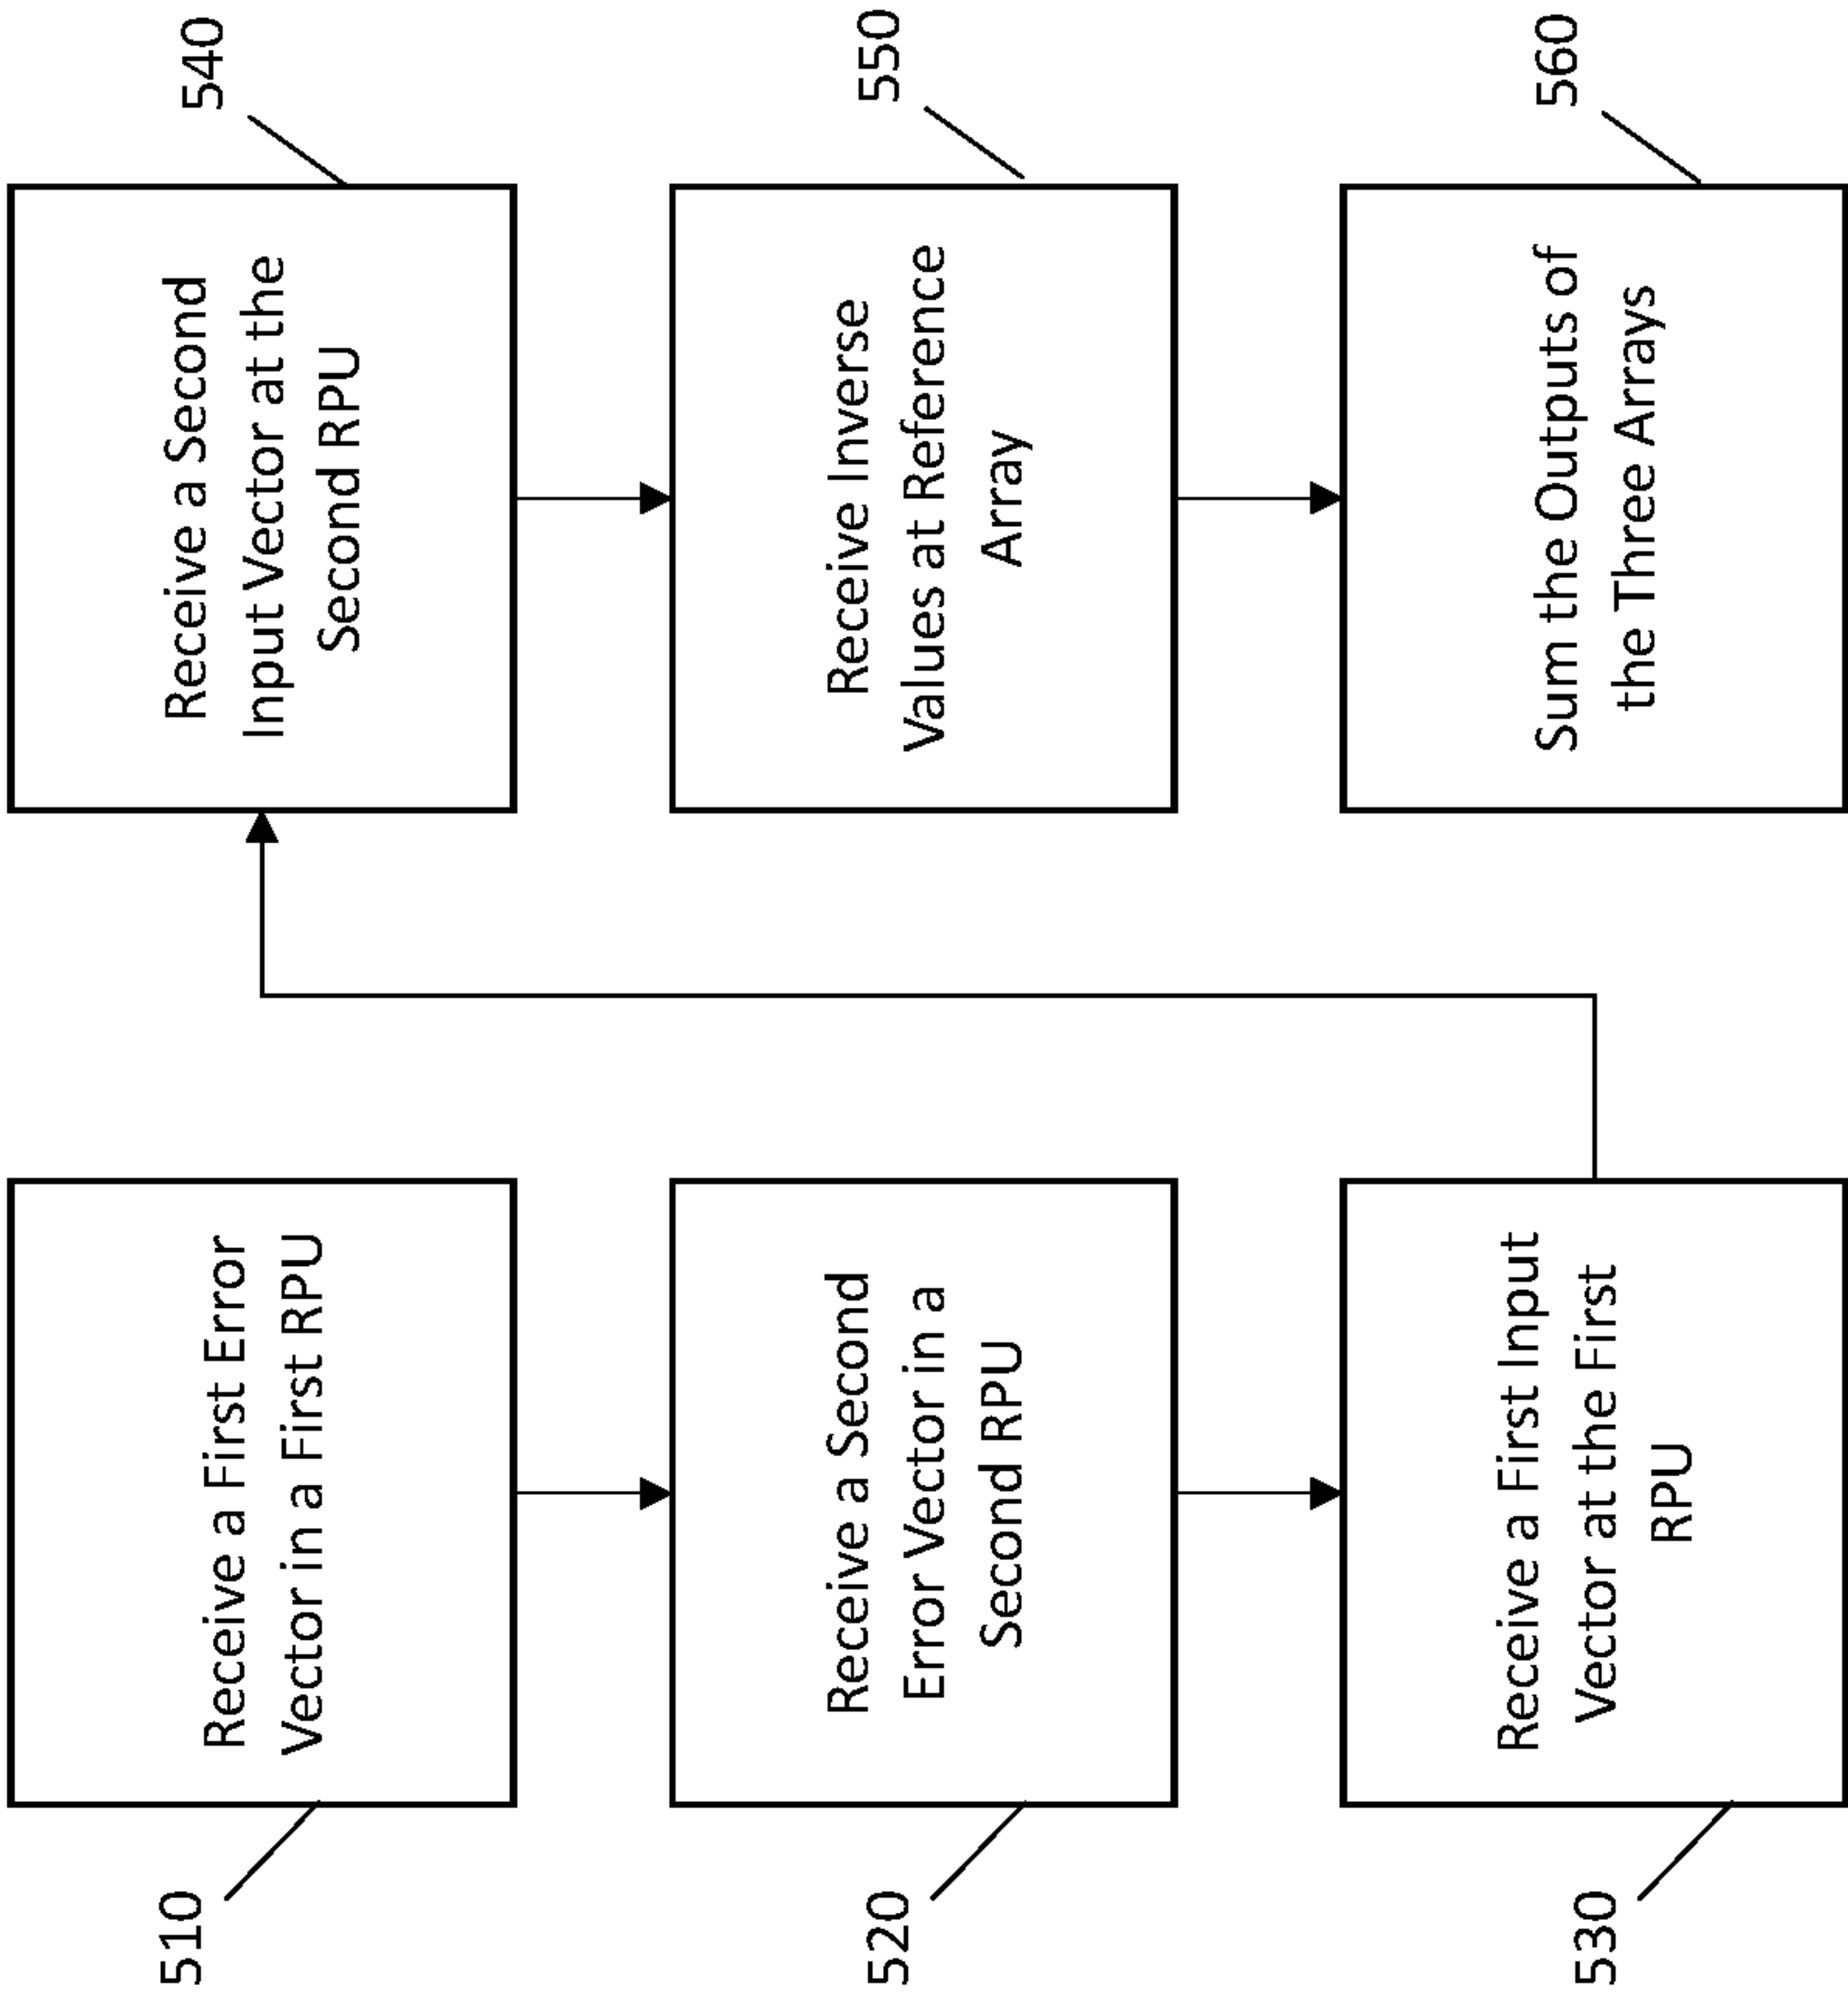 510
Receive a First Error
Vector in a First RPU
520
Receive a Second
Error Vector in a
Second RPU
530
Receive a First Input
Vector at the First
RPU
540
Receive a Second
Input Vector at the
Second RPU
550
Receive Inverse
Values at Reference
Array
560
Sum the Outputs of
the Three Arrays